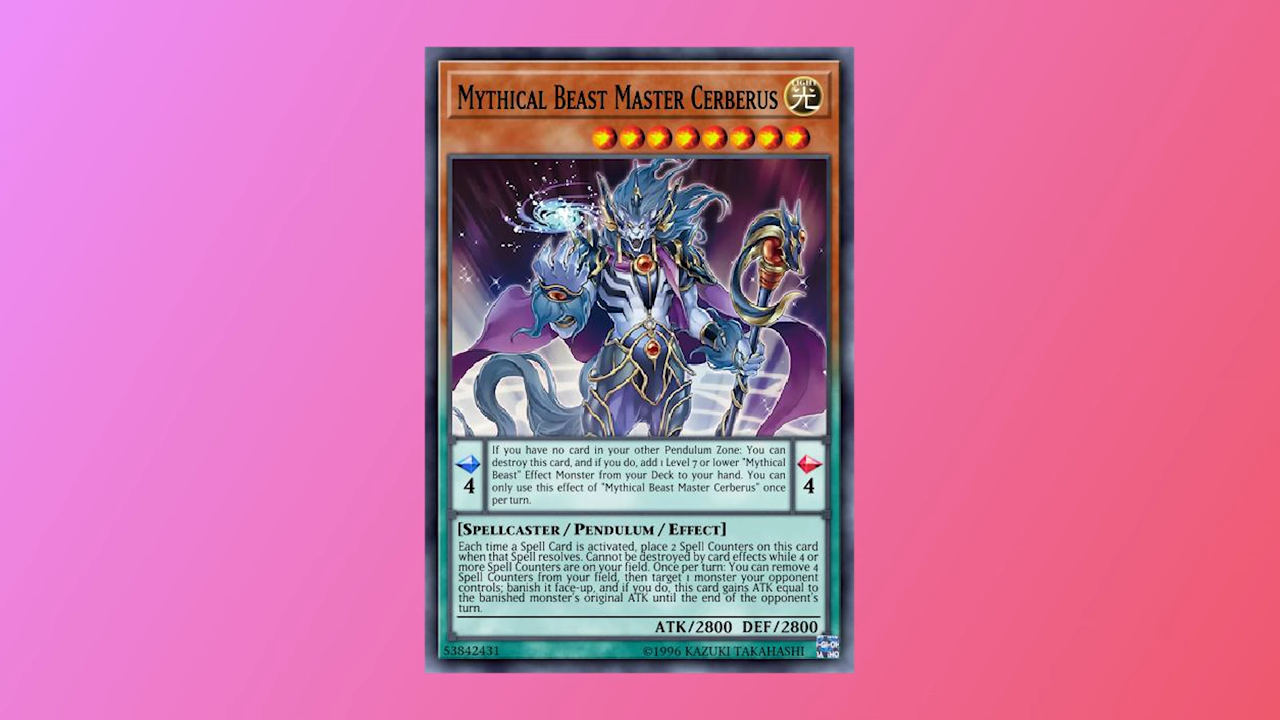 MYTHICAL BEAST MASTER CERBERUS
LIGHT
光
If you have no card in your other Pendulum Zone: You can
destroy this card, and if you do, add 1 Level 7 or lower "Mythical
Beast" Effect Monster from your Deck to your hand. You can
only use this effect of "Mythical Beast Master Cerberus" once
per turn.
4
4
[SPELLCASTER / PENDULUM / EFFECT]
Each time a Spell Card is activated, place 2 Spell Counters on this card
when that Spell resolves. Cannot be destroyed by card effects while 4 or
more Spell Counters are on your field. Once per turn: You can remove 4
Spell Counters from your field, then target 1 monster your opponent
controls; banish it face-up, and if you do, this card gains ATK equal to
the banished monster's original ATK until the end of the opponent's
turn.
ATK/2800 DEF/2800
53842431
©1996 KAZUKI TAKAHASHI